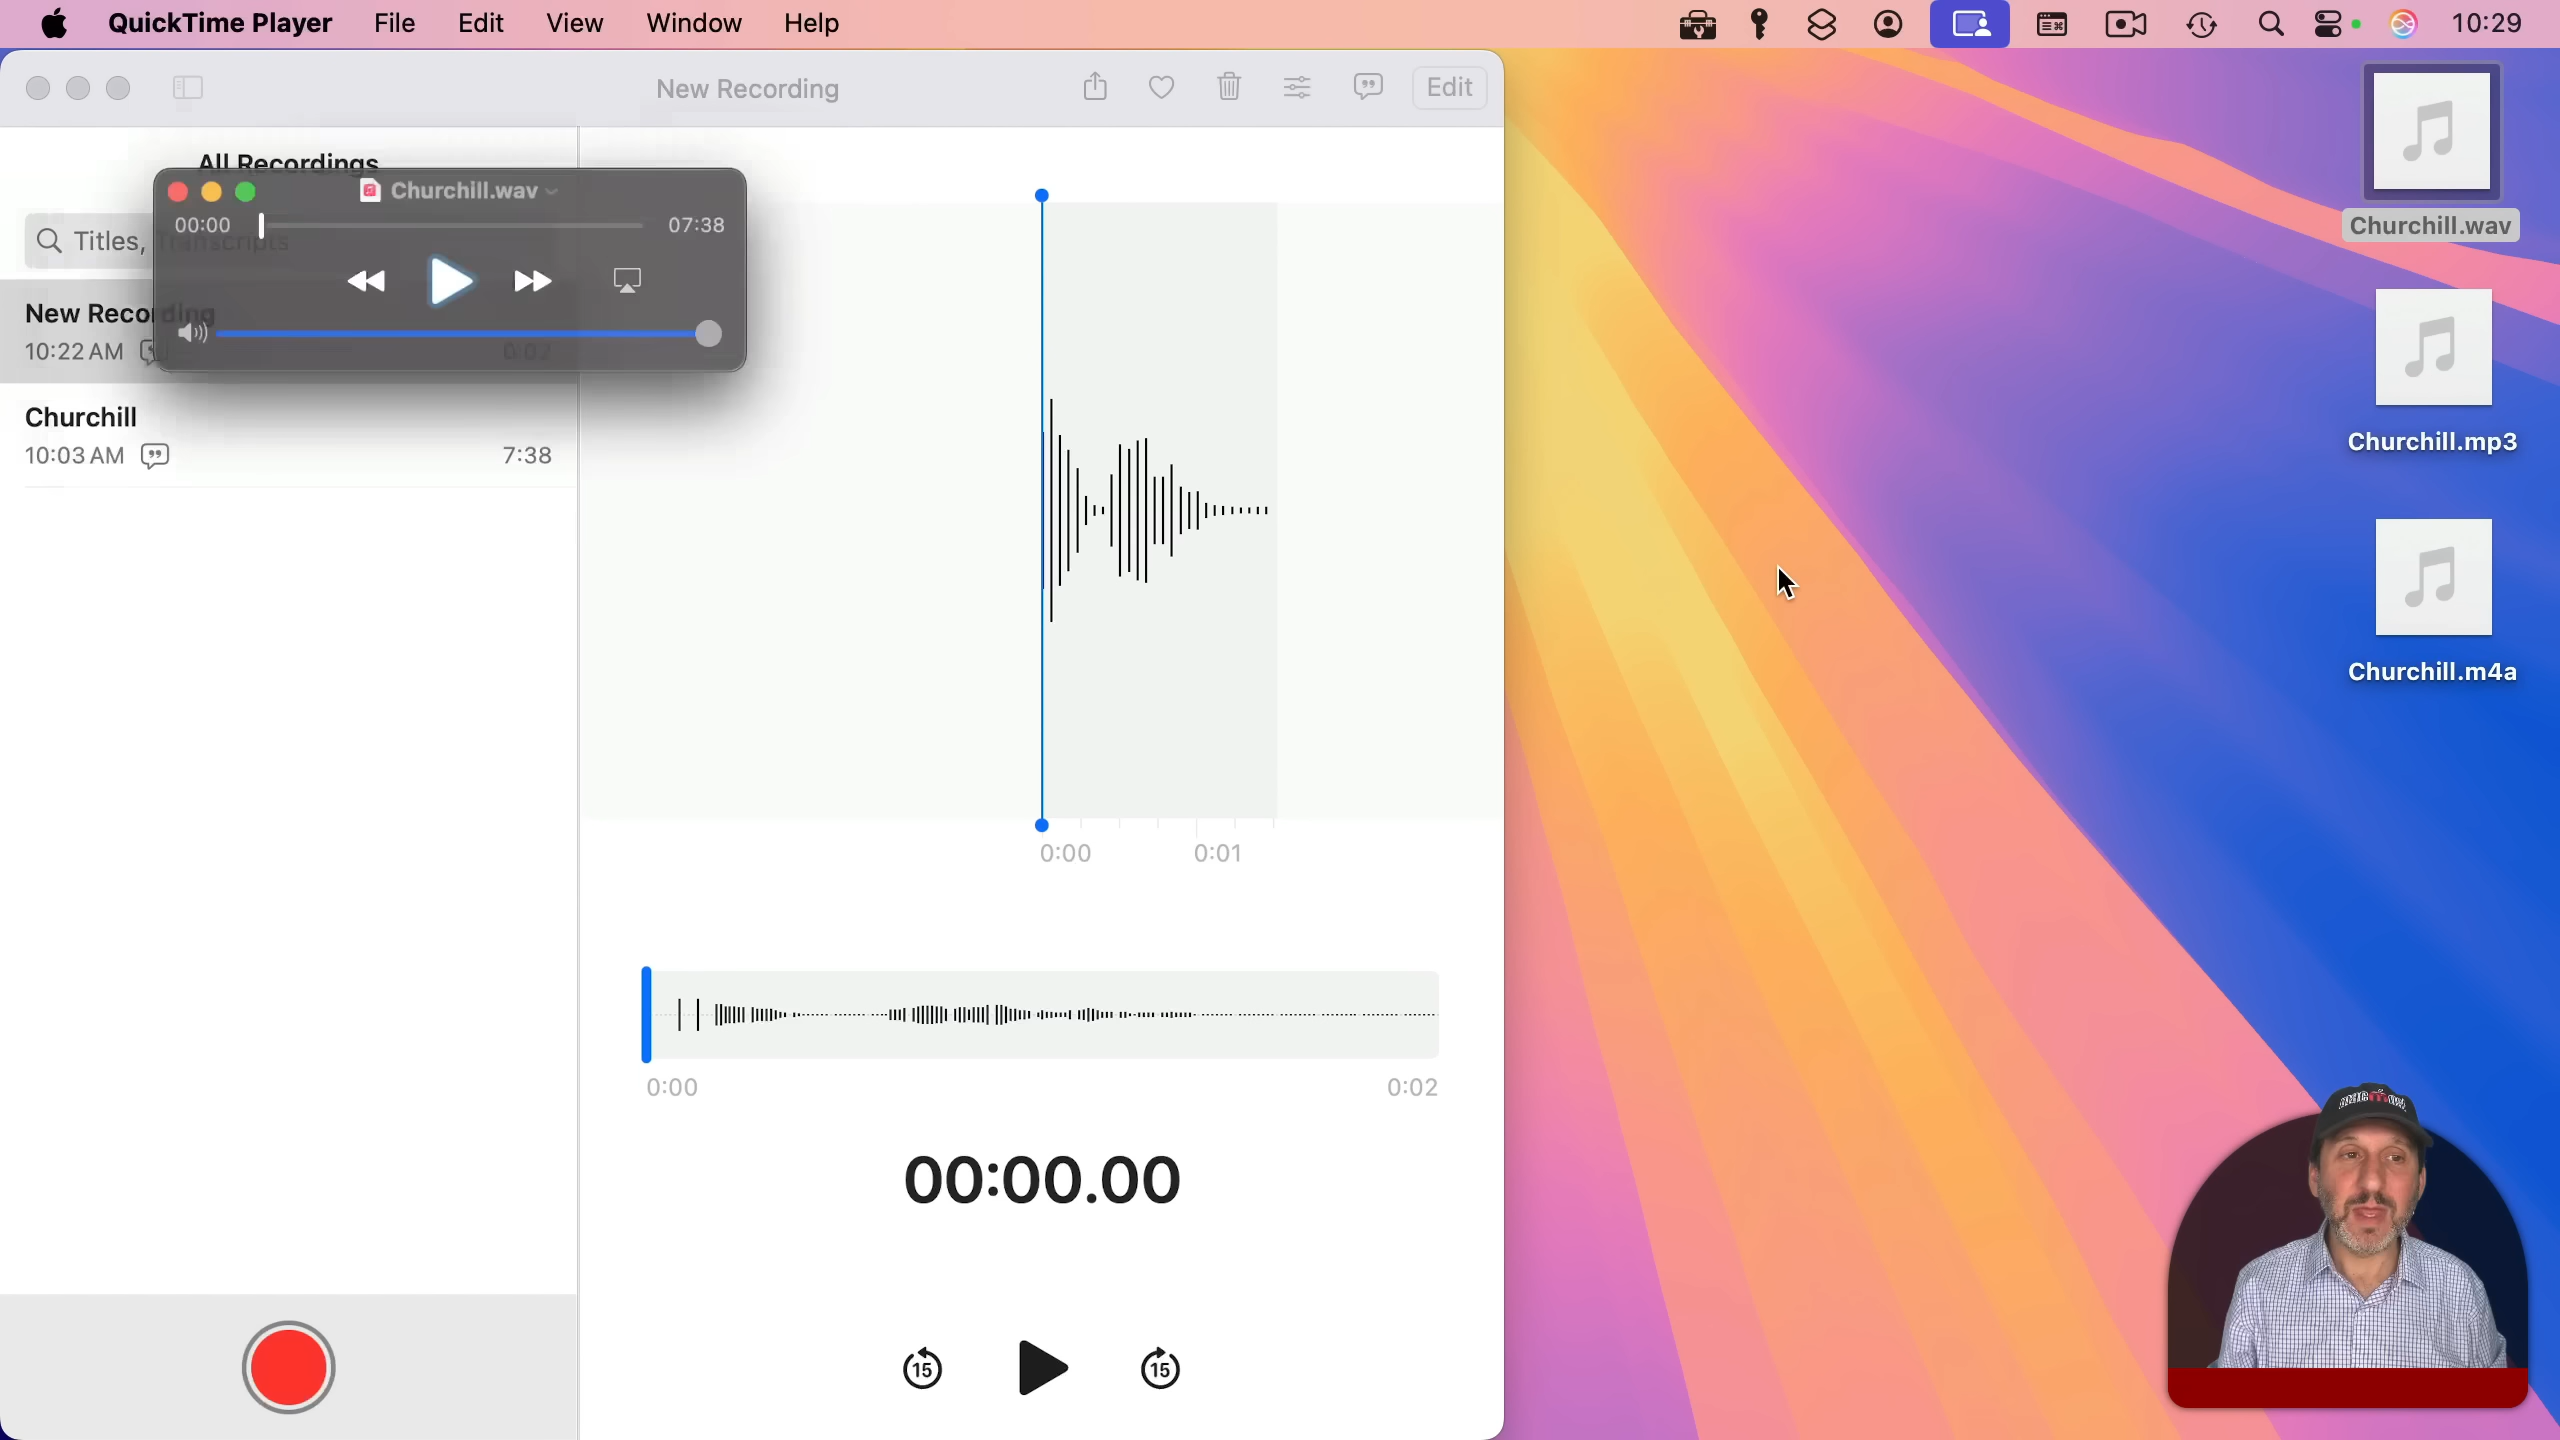 QuickTime Player File Edit View Window Help 10:29
New Recording Edit
All Recordings
Churchill.wav
00:00 07:38
Titles, Transcripts
New Recording
10:22 AM 0:02
Churchill
10:03 AM 7:38
0:00 0:01
0:00 0:02
00:00.00
15 15
Churchill.wav
Churchill.mp3
Churchill.m4a